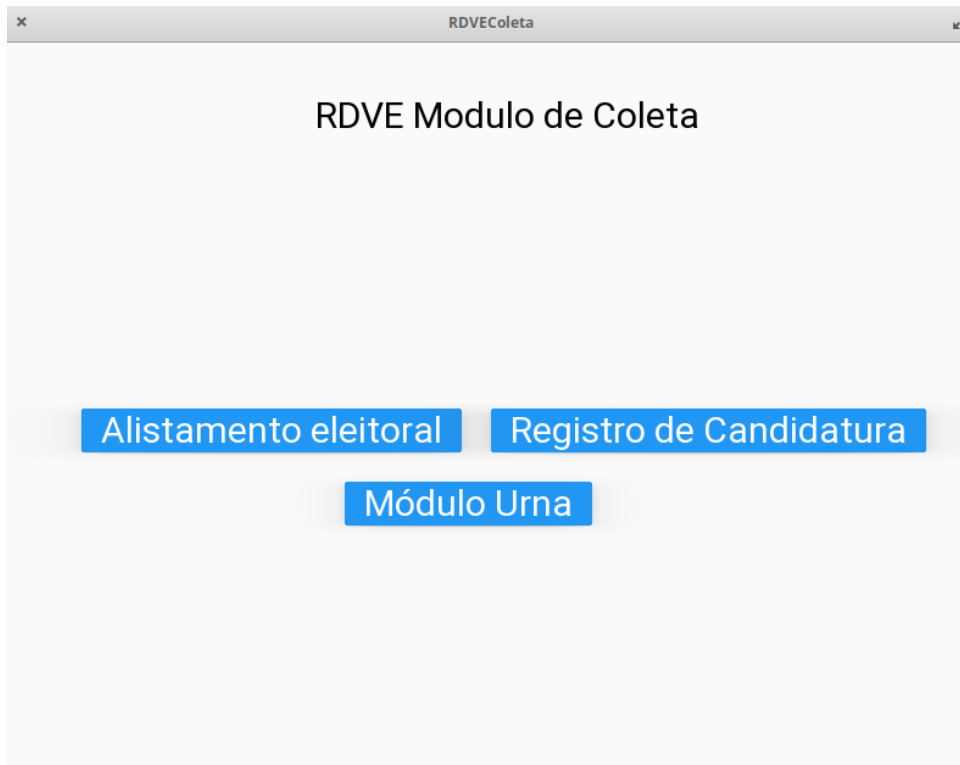 RDVEColeta
RDVE Modulo de Coleta
Alistamento eleitoral
Registro de Candidatura
Módulo Urna